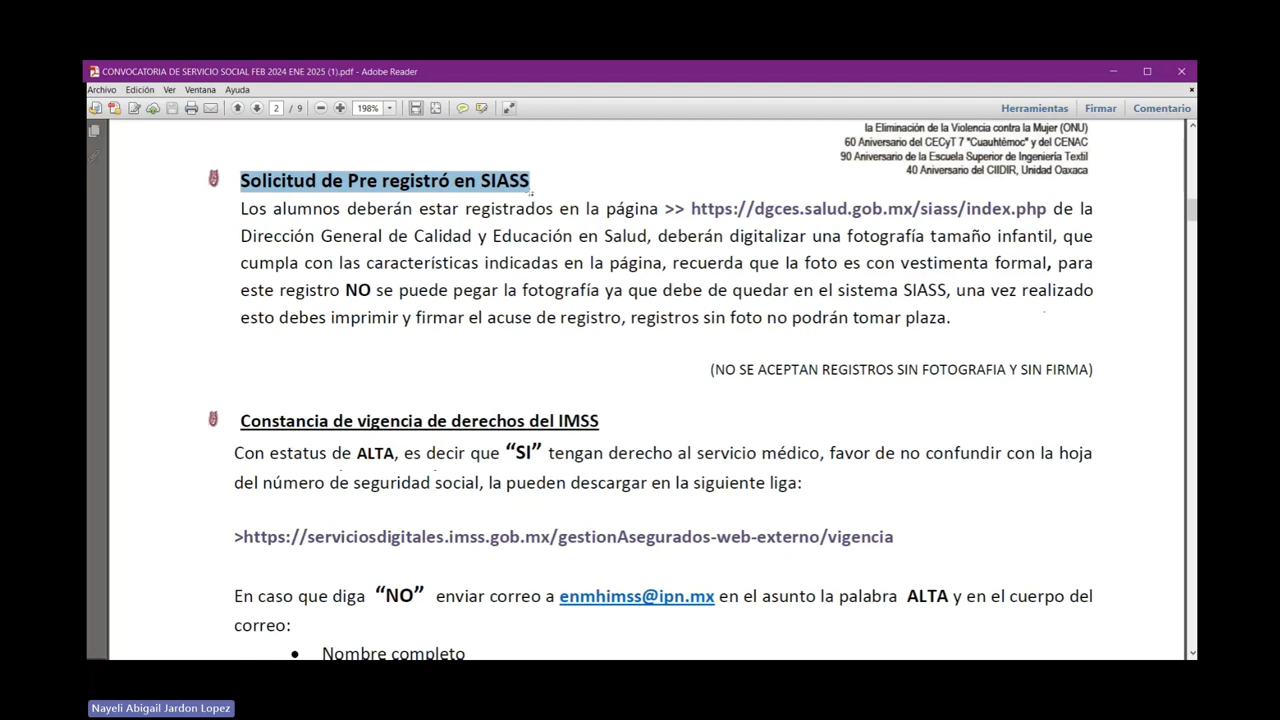 CONVOCATORIA DE SERVICIO SOCIAL FEB 2024 ENE 2025 (1).pdf - Adobe Reader
Archivo Edición Ver Ventana Ayuda
2 / 9 198% Herramientas Firmar Comentario
la Eliminación de la Violencia contra la Mujer (ONU)
60 Aniversario del CECyT 7 "Cuauhtémoc" y del CENAC
90 Aniversario de la Escuela Superior de Ingeniería Textil
40 Aniversario del CIIDIR, Unidad Oaxaca
Solicitud de Pre registró en SIASS
Los alumnos deberán estar registrados en la página >> https://dgces.salud.gob.mx/siass/index.php de la
Dirección General de Calidad y Educación en Salud, deberán digitalizar una fotografía tamaño infantil, que
cumpla con las características indicadas en la página, recuerda que la foto es con vestimenta formal, para
este registro NO se puede pegar la fotografía ya que debe de quedar en el sistema SIASS, una vez realizado
esto debes imprimir y firmar el acuse de registro, registros sin foto no podrán tomar plaza.
(NO SE ACEPTAN REGISTROS SIN FOTOGRAFIA Y SIN FIRMA)
Constancia de vigencia de derechos del IMSS
Con estatus de ALTA, es decir que “SI” tengan derecho al servicio médico, favor de no confundir con la hoja
del número de seguridad social, la pueden descargar en la siguiente liga:
>https://serviciosdigitales.imss.gob.mx/gestionAsegurados-web-externo/vigencia
En caso que diga “NO” enviar correo a enmhimss@ipn.mx en el asunto la palabra ALTA y en el cuerpo del
correo:
• Nombre completo
Nayeli Abigail Jardon Lopez